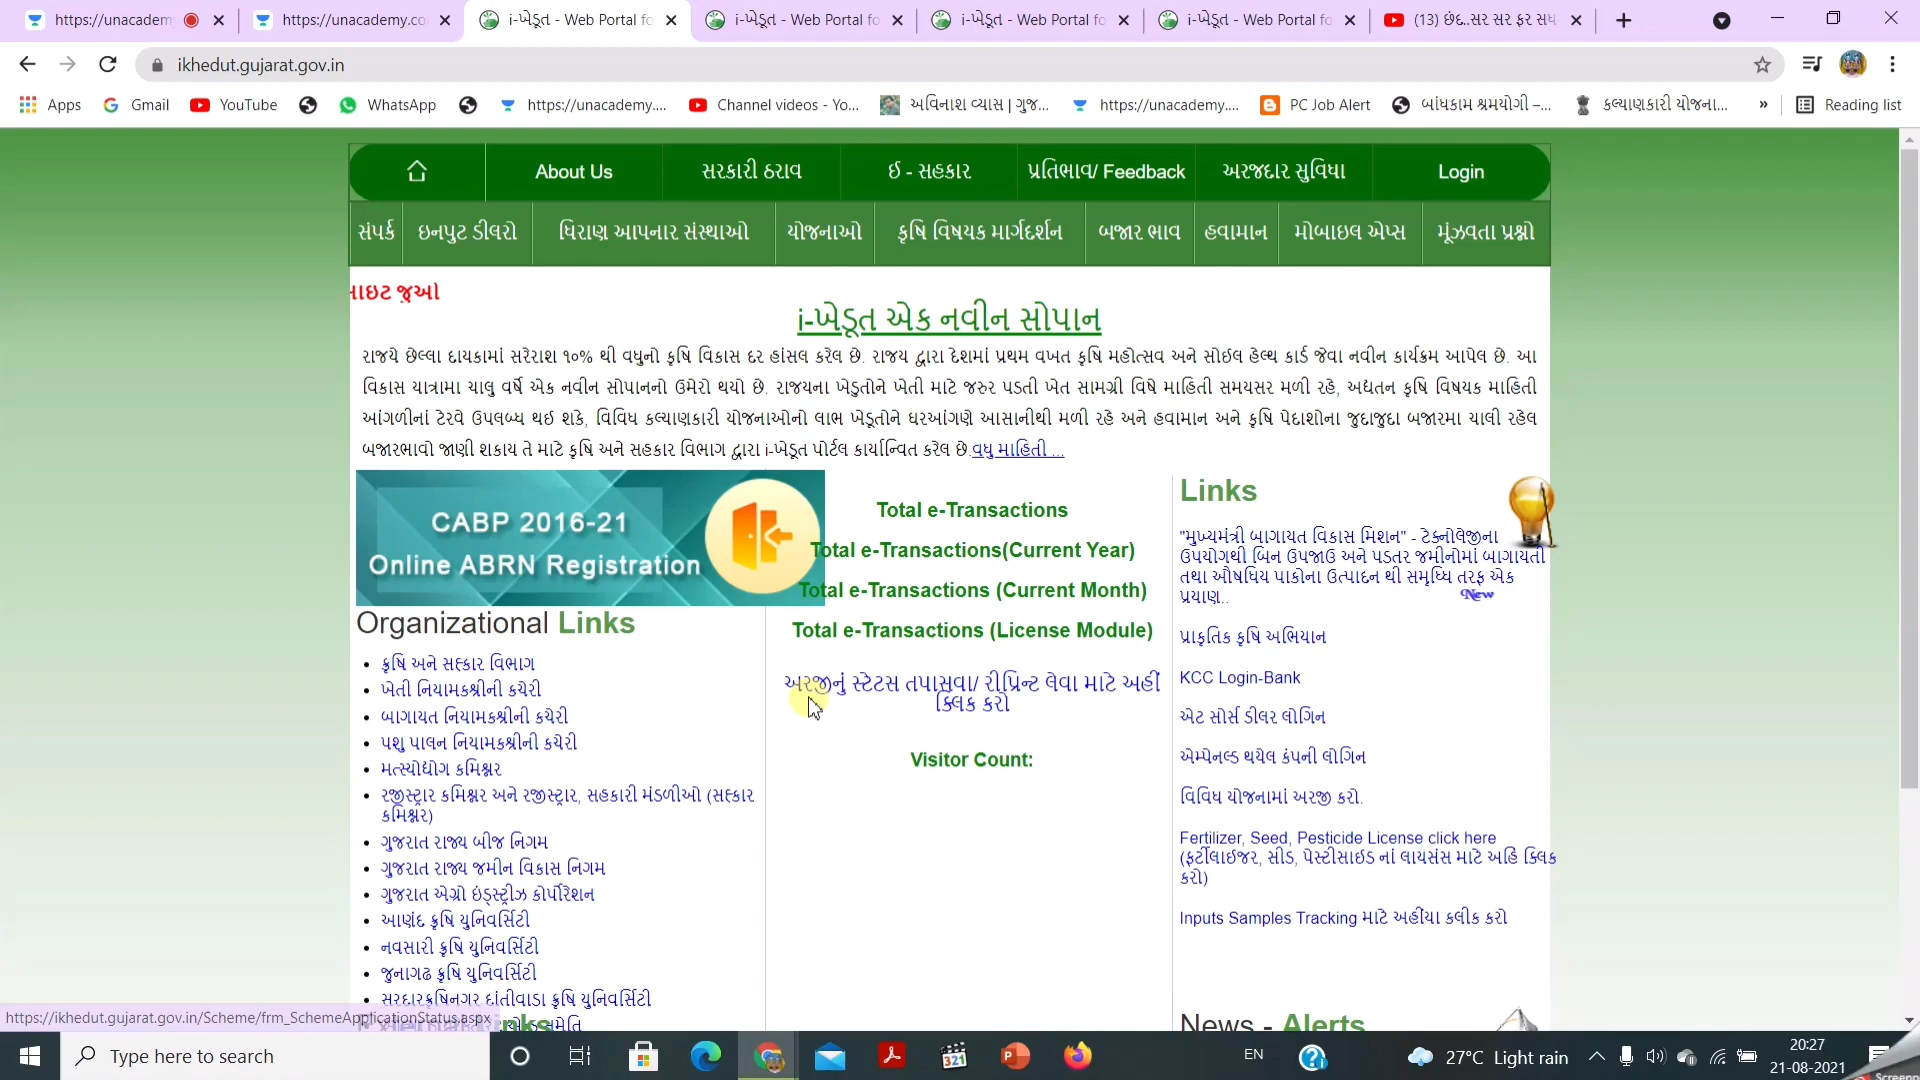 https://unacadem
https://unacademy.co
i-ખેડૂત - Web Portal fo
i-ખેડૂત - Web Portal fo
i-ખેડૂત - Web Portal fo
i-ખેડૂત - Web Portal fo
(13) છંદ..સર સર ફર સધ
ikhedut.gujarat.gov.in
Apps
Gmail
YouTube
WhatsApp
https://unacademy....
Channel videos - Yo...
અવિનાશ વ્યાસ | ગુજ...
https://unacademy....
PC Job Alert
બાંધકામ શ્રમયોગી –...
કલ્યાણકારી યોજના...
»
Reading list
About Us
સરકારી ઠરાવ
ઈ - સહકાર
પ્રતિભાવ/ Feedback
અરજદાર સુવિધા
Login
સંપર્ક
ઇનપુટ ડીલરો
ધિરાણ આપનાર સંસ્થાઓ
યોજનાઓ
કૃષિ વિષયક માર્ગદર્શન
બજાર ભાવ
હવામાન
મોબાઇલ એપ્સ
મૂંઝવતા પ્રશ્નો
જુઓ
i-ખેડૂત એક નવીન સોપાન
રાજયે છેલ્લા દાયકામાં સરેરાશ ૧૦% થી વધુનો કૃષિ વિકાસ દર હાંસલ કરેલ છે. રાજય દ્વારા દેશમાં પ્રથમ વખત કૃષિ મહોત્સવ અને સોઈલ હેલ્થ કાર્ડ જેવા નવીન કાર્યક્રમ આપેલ છે. આ
વિકાસ યાત્રામા ચાલુ વર્ષે એક નવીન સોપાનનો ઉમેરો થયો છે. રાજયના ખેડુતોને ખેતી માટે જરુર પડતી ખેત સામગ્રી વિષે માહિતી સમયસર મળી રહે, અદ્યતન કૃષિ વિષયક માહિતી
આંગળીનાં ટેરવે ઉપલબ્ધ થઈ શકે, વિવિધ કલ્યાણકારી યોજનાઓનો લાભ ખેડૂતોને ઘરઆંગણે આસાનીથી મળી રહે અને હવામાન અને કૃષિ પેદાશોના જુદાજુદા બજારમા ચાલી રહેલ
બજારભાવો જાણી શકાય તે માટે કૃષિ અને સહકાર વિભાગ દ્વારા i-ખેડૂત પોર્ટલ કાર્યાન્વિત કરેલ છે.વધુ માહિતી ...
CABP 2016-21
Online ABRN Registration
Organizational Links
ક્રૃષિ અને સહ્કાર વિભાગ
ખેતી નિયામકશ્રીની કચેરી
બાગાયત નિયામકશ્રીની કચેરી
પશુ પાલન નિયામકશ્રીની કચેરી
મત્સ્યોદ્યોગ કમિશ્નર
રજીસ્ટ્રાર કમિશ્નર અને રજીસ્ટ્રાર, સહકારી મંડળીઓ (સહ્કાર
કમિશ્નર)
ગુજરાત રાજ્ય બીજ નિગમ
ગુજરાત રાજ્ય જમીન વિકાસ નિગમ
ગુજરાત એગ્રો ઇંડ્સ્ટ્રીઝ કોર્પોરેશન
આણંદ ક્રૃષિ યુનિવર્સિટી
નવસારી ક્રૃષિ યુનિવર્સિટી
જુનાગઢ ક્રૃષિ યુનિવર્સિટી
સરદારક્રૃષિનગર દાંતીવાડા ક્રૃષિ યુનિવર્સિટી
Total e-Transactions
Total e-Transactions(Current Year)
Total e-Transactions (Current Month)
Total e-Transactions (License Module)
અરજીનું સ્ટેટસ તપાસવા/ રીપ્રિન્ટ લેવા માટે અહીં
ક્લિક કરો
Visitor Count:
Links
"મુખ્યમંત્રી બાગાયત વિકાસ મિશન" - ટેક્નોલેજીના
ઉપયોગથી બિન ઉપજાઉ અને પડતર જમીનોમાં બાગાયતી
તથા ઔષધિય પાકોના ઉત્પાદન થી સમૃધ્ધિ તરફ એક
પ્રયાણ..
New
પ્રાકૃતિક કૃષિ અભિયાન
KCC Login-Bank
એટ સોર્સ ડીલર લોગિન
એમ્પેનલ્ડ થયેલ કંપની લોગિન
વિવિધ યોજનામાં અરજી કરો.
Fertilizer, Seed, Pesticide License click here
(ફર્ટીલાઈજર, સીડ, પેસ્ટીસાઈડ નાં લાયસંસ માટે અહિં ક્લિક
કરો)
Inputs Samples Tracking માટે અહીંયા કલીક કરો
News - Alerts
https://ikhedut.gujarat.gov.in/Scheme/frm_SchemeApplicationStatus.aspx
Type here to search
EN
27°C Light rain
20:27
21-08-2021